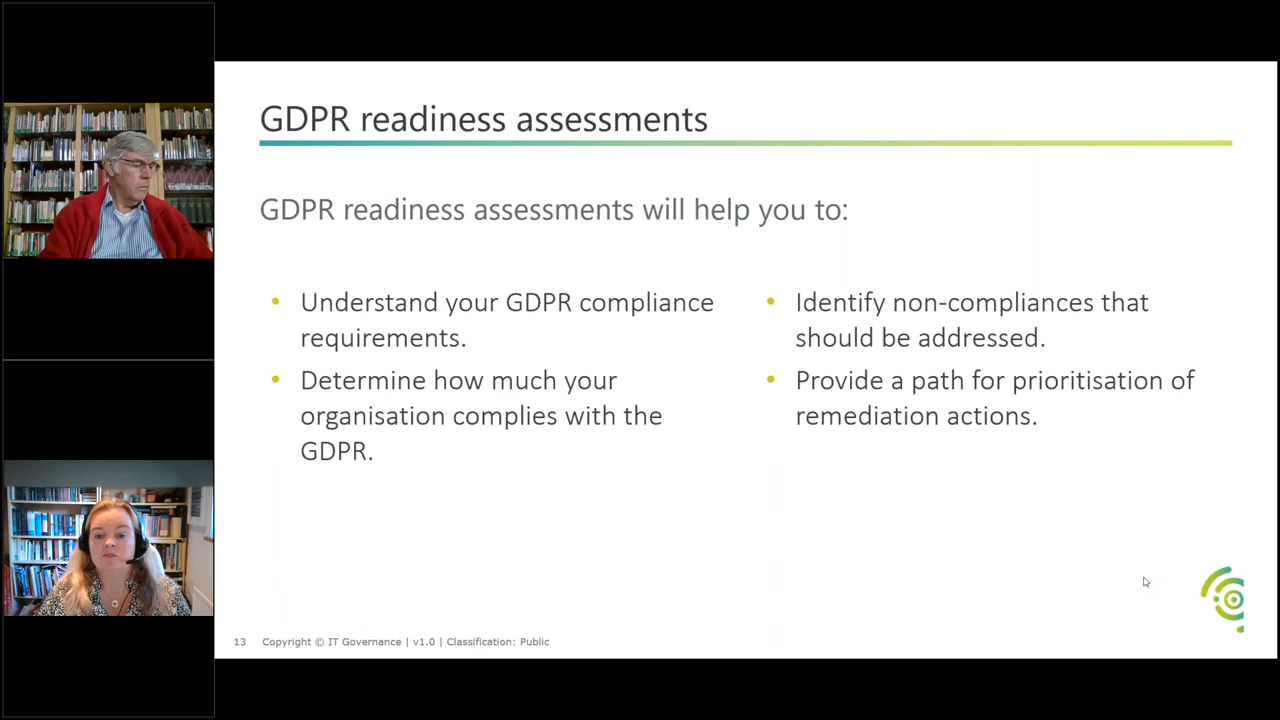 GDPR readiness assessments
GDPR readiness assessments will help you to:
• Understand your GDPR compliance
requirements.
• Determine how much your
organisation complies with the
GDPR.
• Identify non-compliances that
should be addressed.
• Provide a path for prioritisation of
remediation actions.
13 Copyright © IT Governance | v1.0 | Classification: Public